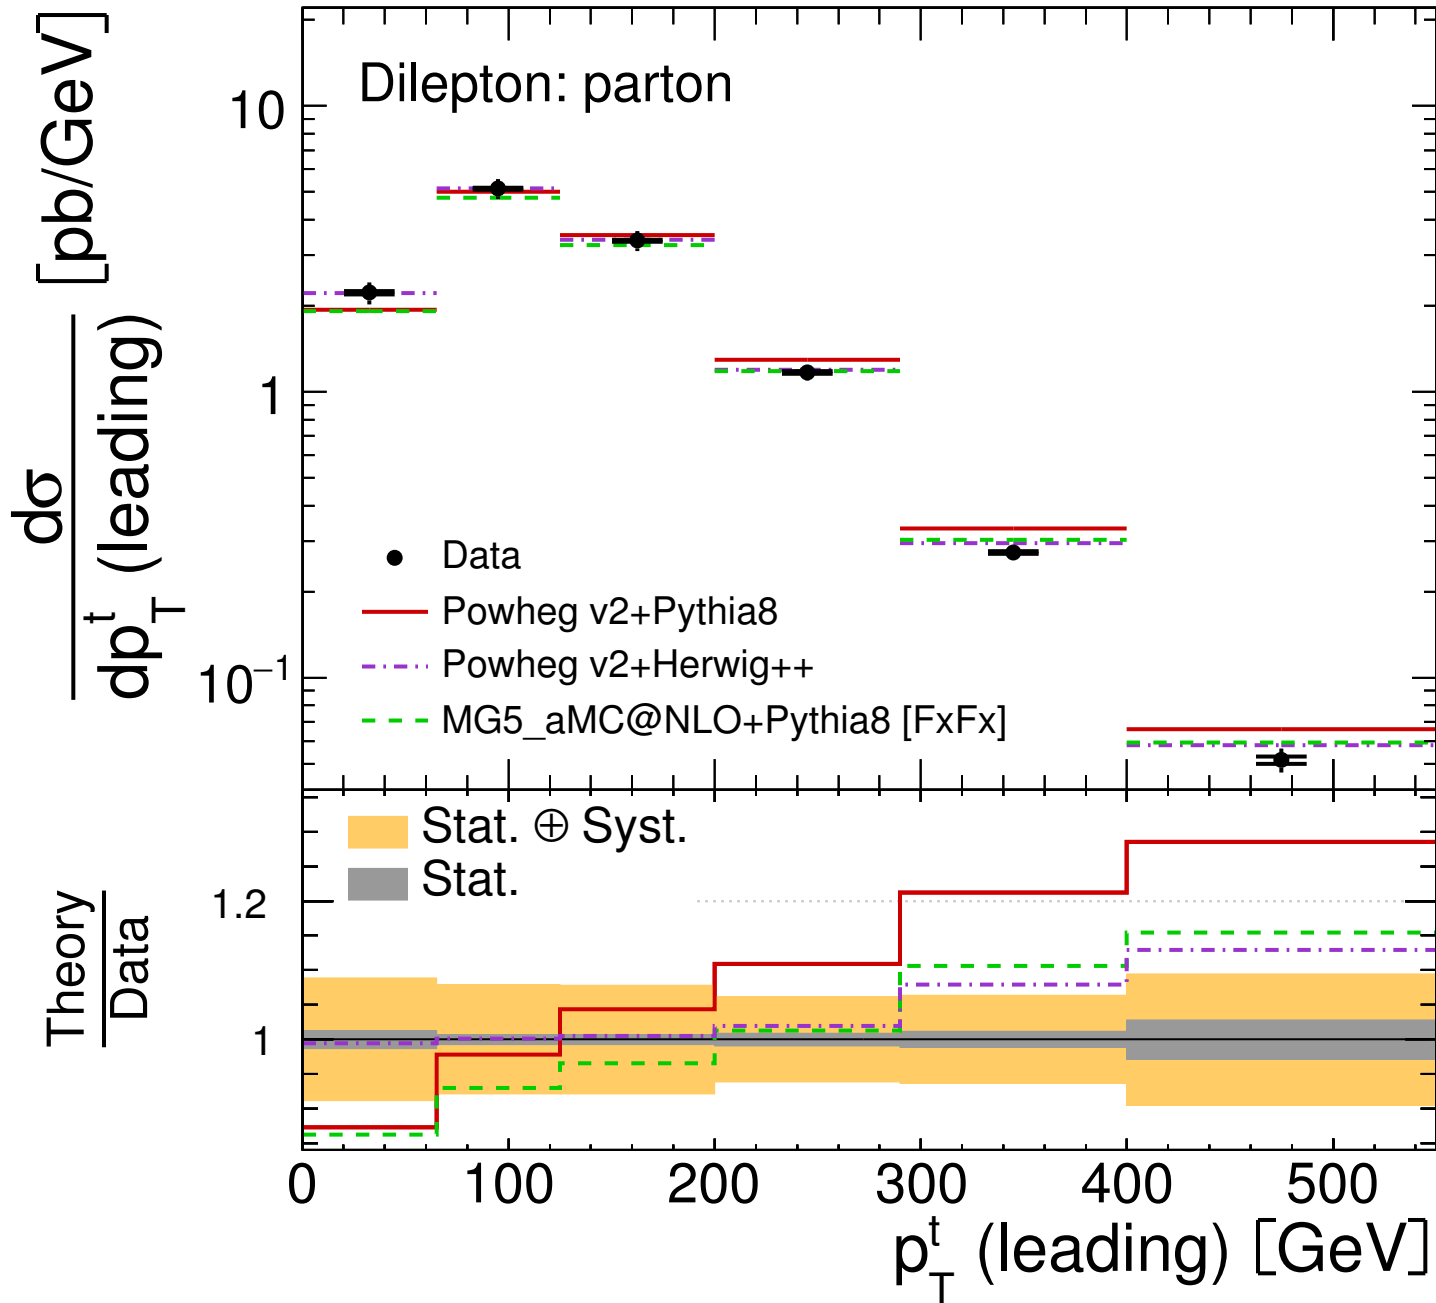 Dilepton: parton
dσ
dp_T^t (leading)
[pb/GeV]
10
1
10⁻¹
Data
Powheg v2+Pythia8
Powheg v2+Herwig++
MG5_aMC@NLO+Pythia8 [FxFx]
Stat. ⊕ Syst.
Stat.
Theory
Data
1.2
1
0 100 200 300 400 500
p_T^t (leading) [GeV]